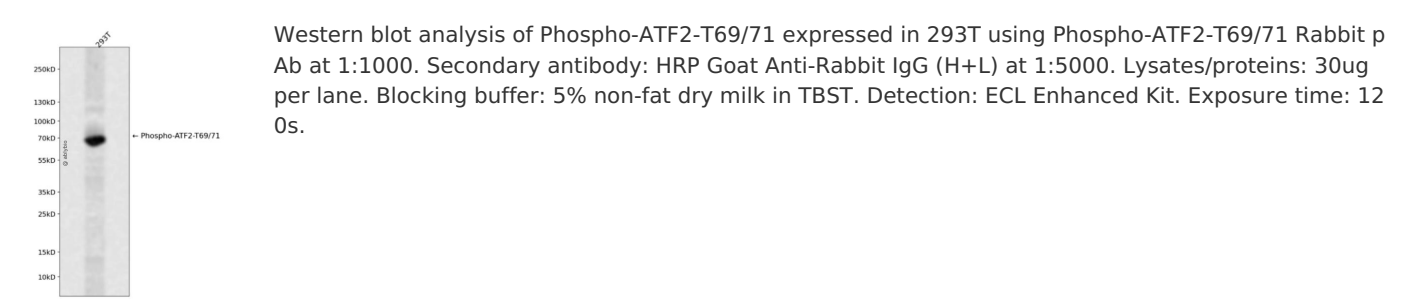 293T
250kD
130kD
100kD
70kD
55kD
35kD
25kD
15kD
10kD
← Phospho-ATF2-T69/71
Western blot analysis of Phospho-ATF2-T69/71 expressed in 293T using Phospho-ATF2-T69/71 Rabbit p
Ab at 1:1000. Secondary antibody: HRP Goat Anti-Rabbit IgG (H+L) at 1:5000. Lysates/proteins: 30ug
per lane. Blocking buffer: 5% non-fat dry milk in TBST. Detection: ECL Enhanced Kit. Exposure time: 12
0s.